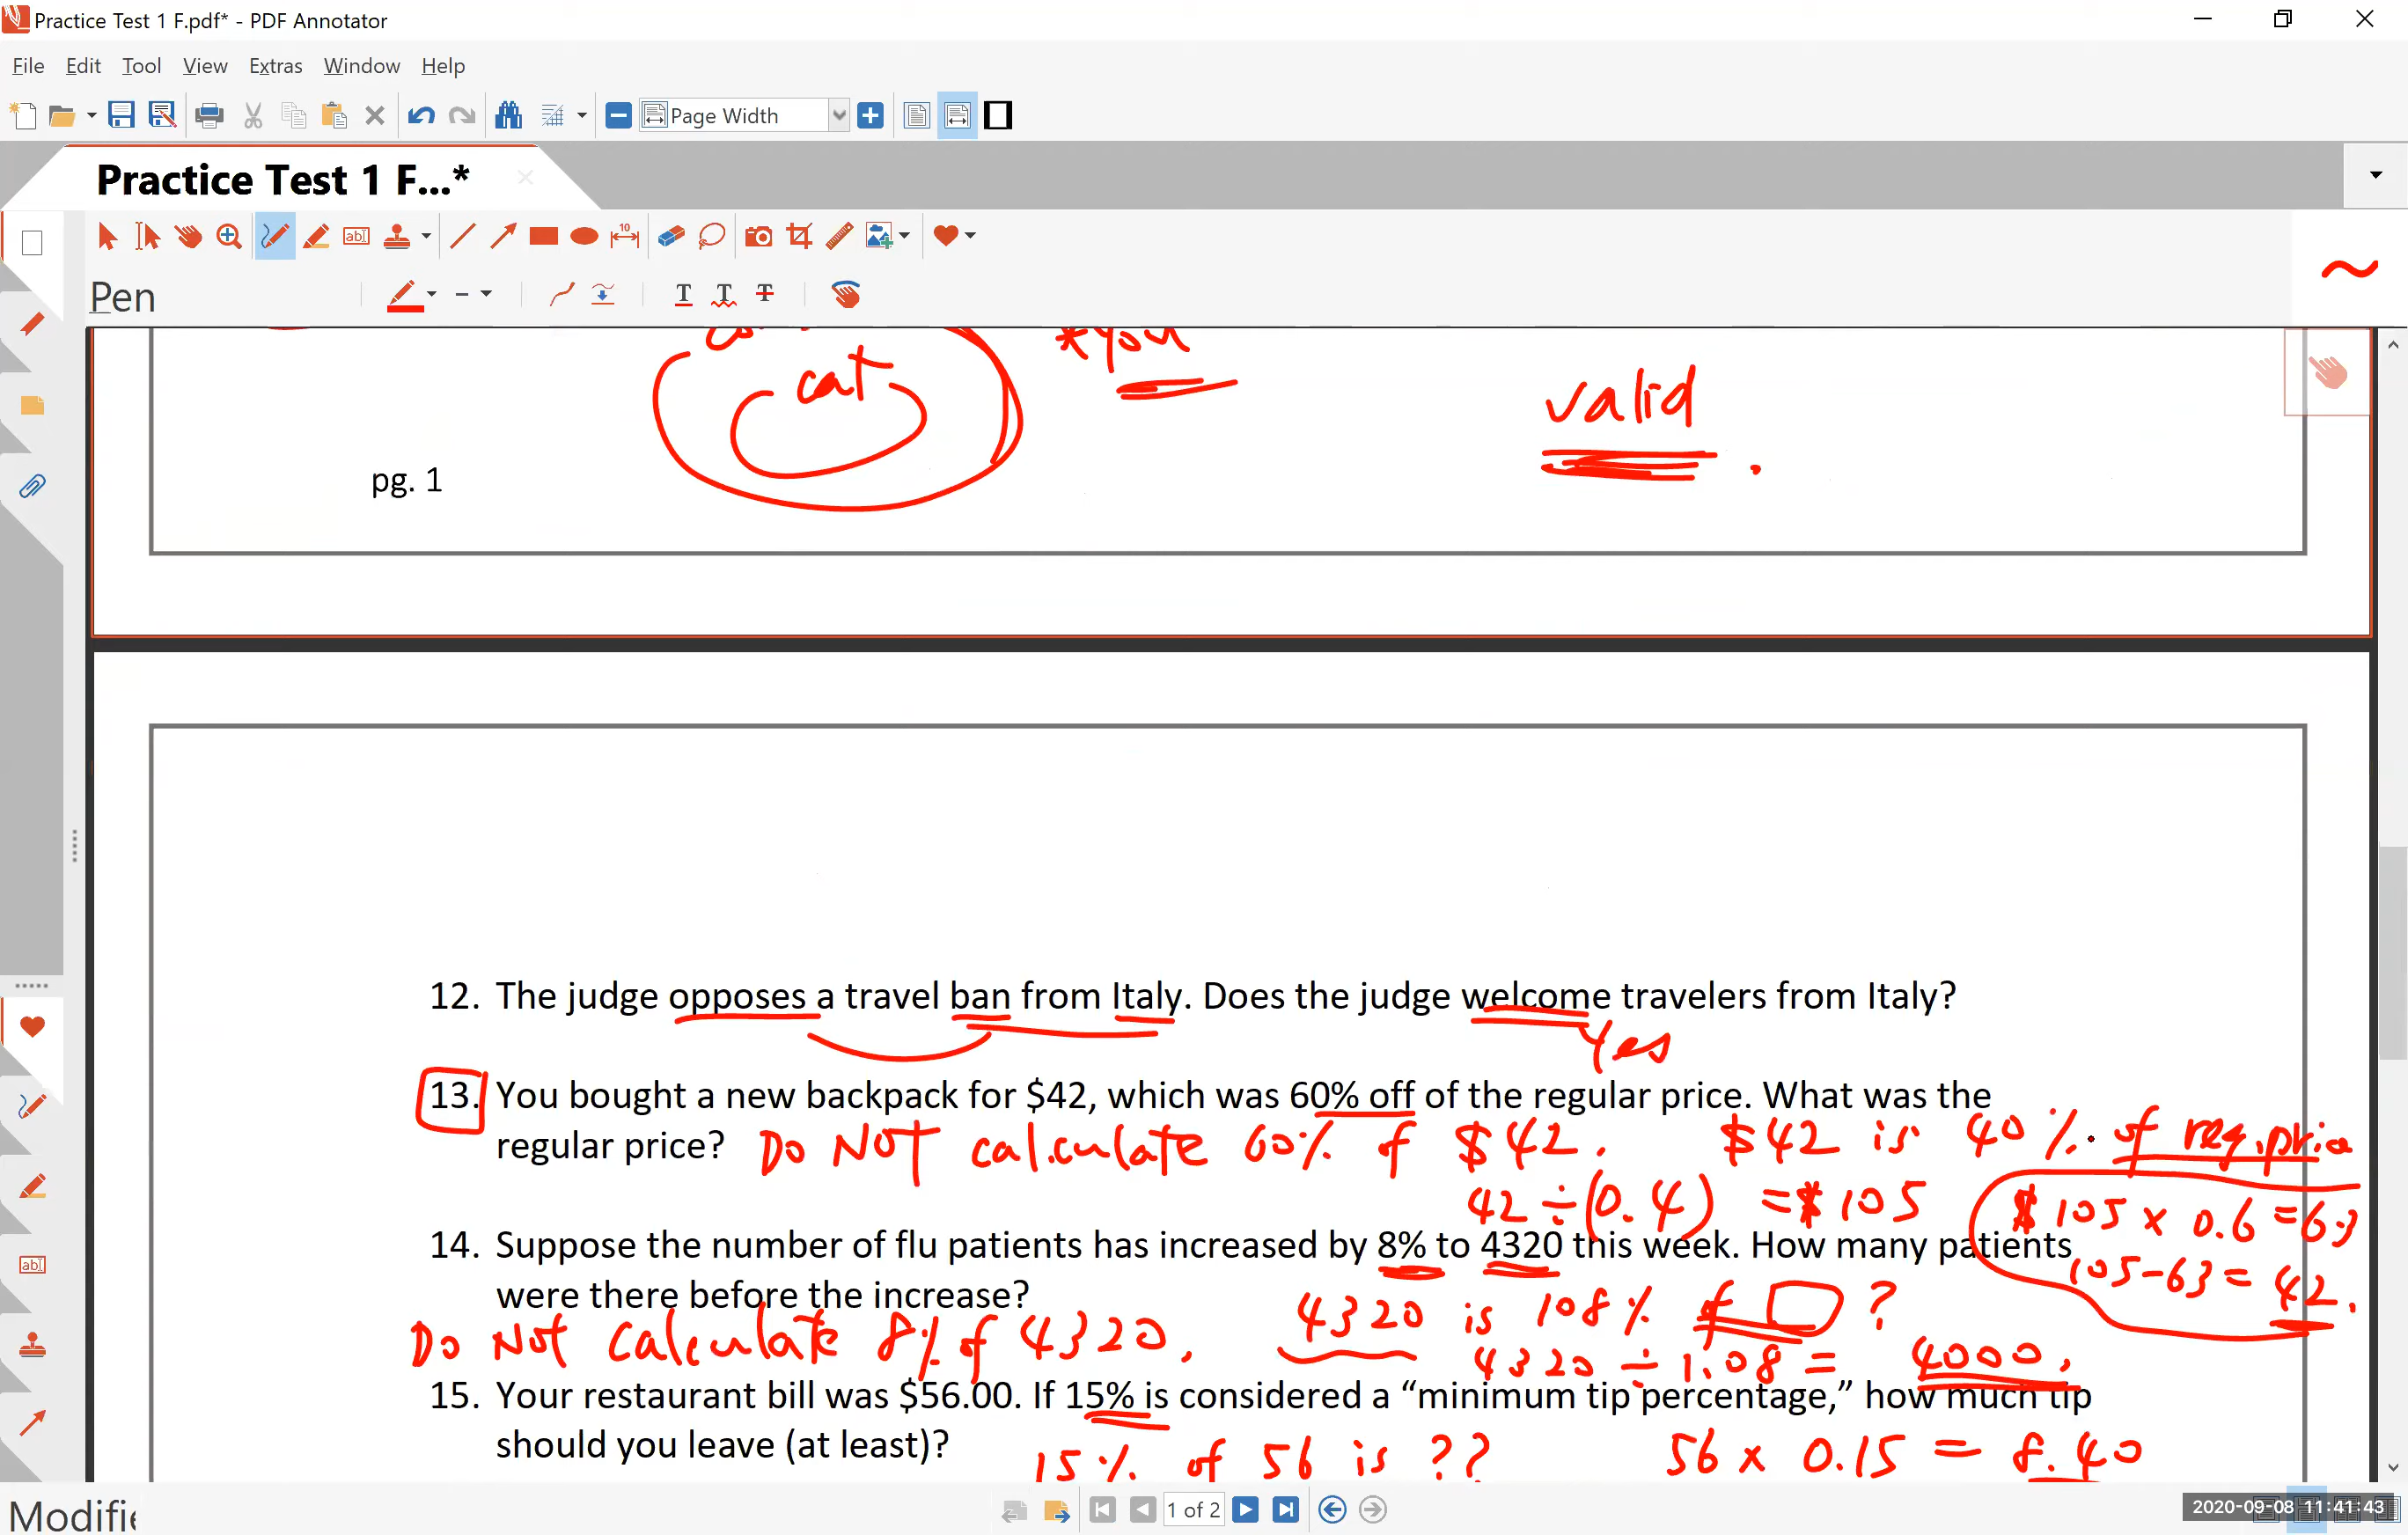 Practice Test 1 F.pdf* - PDF Annotator
File Edit Tool View Extras Window Help
Page Width
Practice Test 1 F...*
10
Pen
*you
cat
valid
pg. 1
12. The judge opposes a travel ban from Italy. Does the judge welcome travelers from Italy?
Yes
13. You bought a new backpack for $42, which was 60% off of the regular price. What was the
regular price? Do NOT calculate 60% of $42. $42 is 40% of reg. price
42 ÷ (0.4) = $105 $105 x 0.6 = 63
14. Suppose the number of flu patients has increased by 8% to 4320 this week. How many patients
105-63 = 42.
were there before the increase? 4320 is 108% of ?
Do Not Calculate 8% of 4320. 4320 ÷ 1.08 = 4000.
15. Your restaurant bill was $56.00. If 15% is considered a “minimum tip percentage,” how much tip
should you leave (at least)? 15% of 56 is ?? 56 x 0.15 = 8.40
1 of 2
2020-09-08 11:41:43